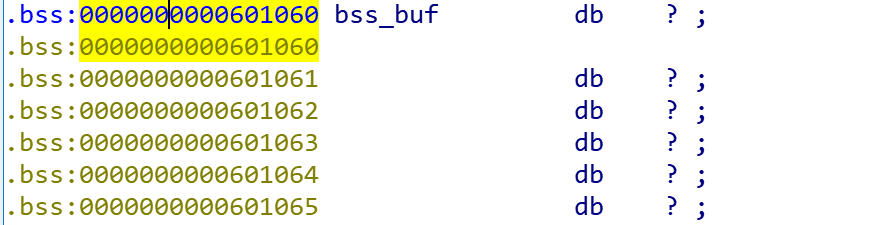 .bss:0000000000601060 bss_buf db ? ;
.bss:0000000000601060
.bss:0000000000601061 db ? ;
.bss:0000000000601062 db ? ;
.bss:0000000000601063 db ? ;
.bss:0000000000601064 db ? ;
.bss:0000000000601065 db ? ;